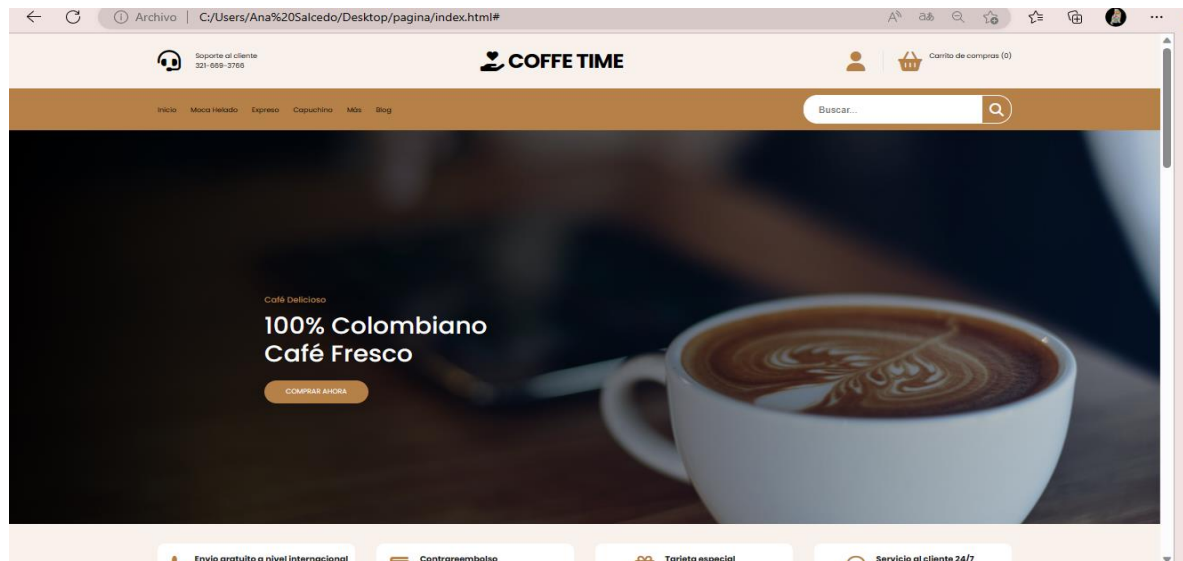 Archivo | C:/Users/Ana%20Salcedo/Desktop/pagina/index.html#
Soporte al cliente
321-669-3766
COFFE TIME
Carrito de compras (0)
Inicio Moca Helado Expreso Capuchino Más Blog
Buscar...
Café Delicioso
100% Colombiano
Café Fresco
COMPRAR AHORA
Envio gratuito a nivel internacional
Contrareembolso
Tarjeta especial
Servicio al cliente 24/7